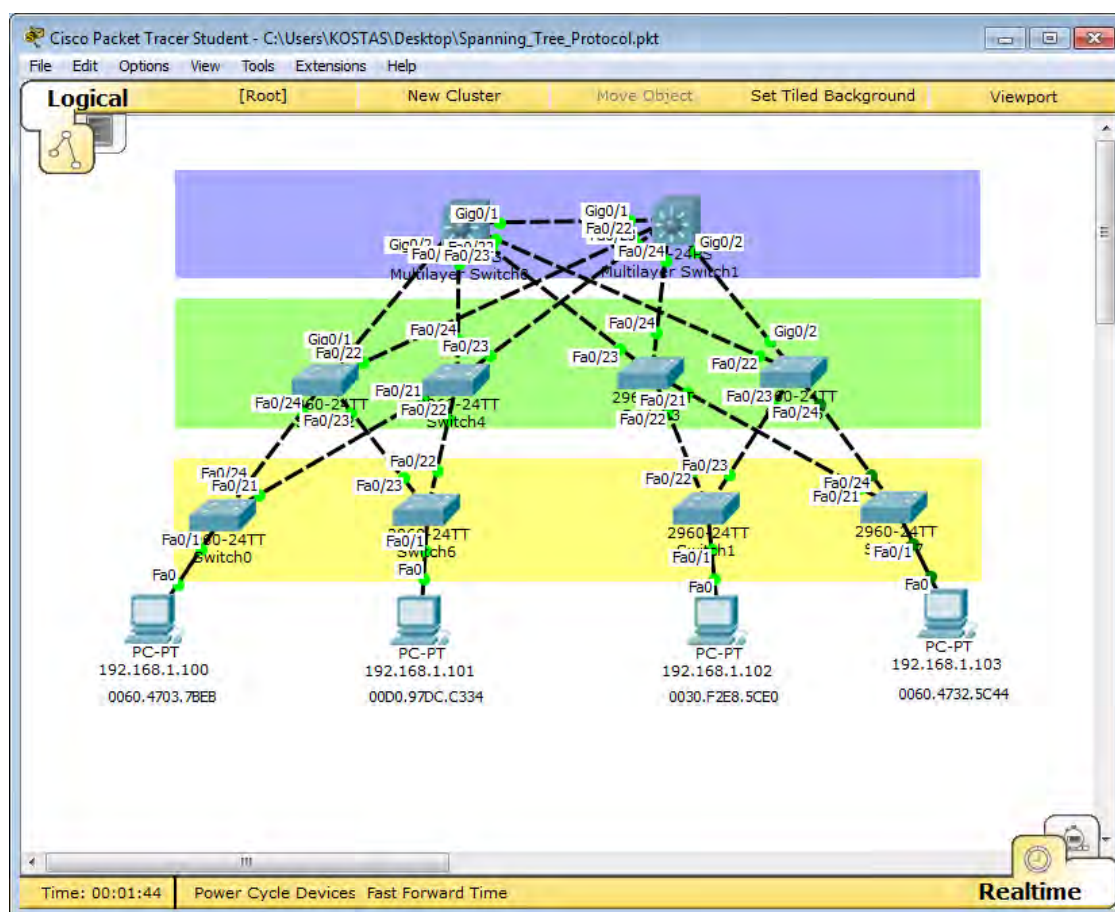 Cisco Packet Tracer Student - C:\Users\KOSTAS\Desktop\Spanning_Tree_Protocol.pkt
File Edit Options View Tools Extensions Help
Logical [Root] New Cluster Move Object Set Tiled Background Viewport
Gig0/1 Gig0/1
Fa0/22
Gig0/2 Fa0/22 Gig0/2
Fa0/23 Fa0/24
Multilayer Switch1
Fa0/24 Fa0/24
Gig0/1 Fa0/23 Gig0/2
Fa0/22 Fa0/23 Fa0/22
Fa0/21 Fa0/23
Fa0/24 Fa0/22 Fa0/21 Fa0/24
Fa0/23 Switch4 Fa0/22
Fa0/24 Fa0/22 Fa0/23
Fa0/21 Fa0/23 Fa0/22 Fa0/24
Fa0/21
2960-24TT 2960-24TT 2960-24TT
Fa0/1 Switch0 Fa0/1 Switch6 Fa0/1 Switch1 Fa0/1
Fa0 Fa0 Fa0 Fa0
PC-PT PC-PT PC-PT PC-PT
192.168.1.100 192.168.1.101 192.168.1.102 192.168.1.103
0060.4703.7BEB 00D0.97DC.C334 0030.F2E8.5CE0 0060.4732.5C44
Time: 00:01:44 Power Cycle Devices Fast Forward Time Realtime